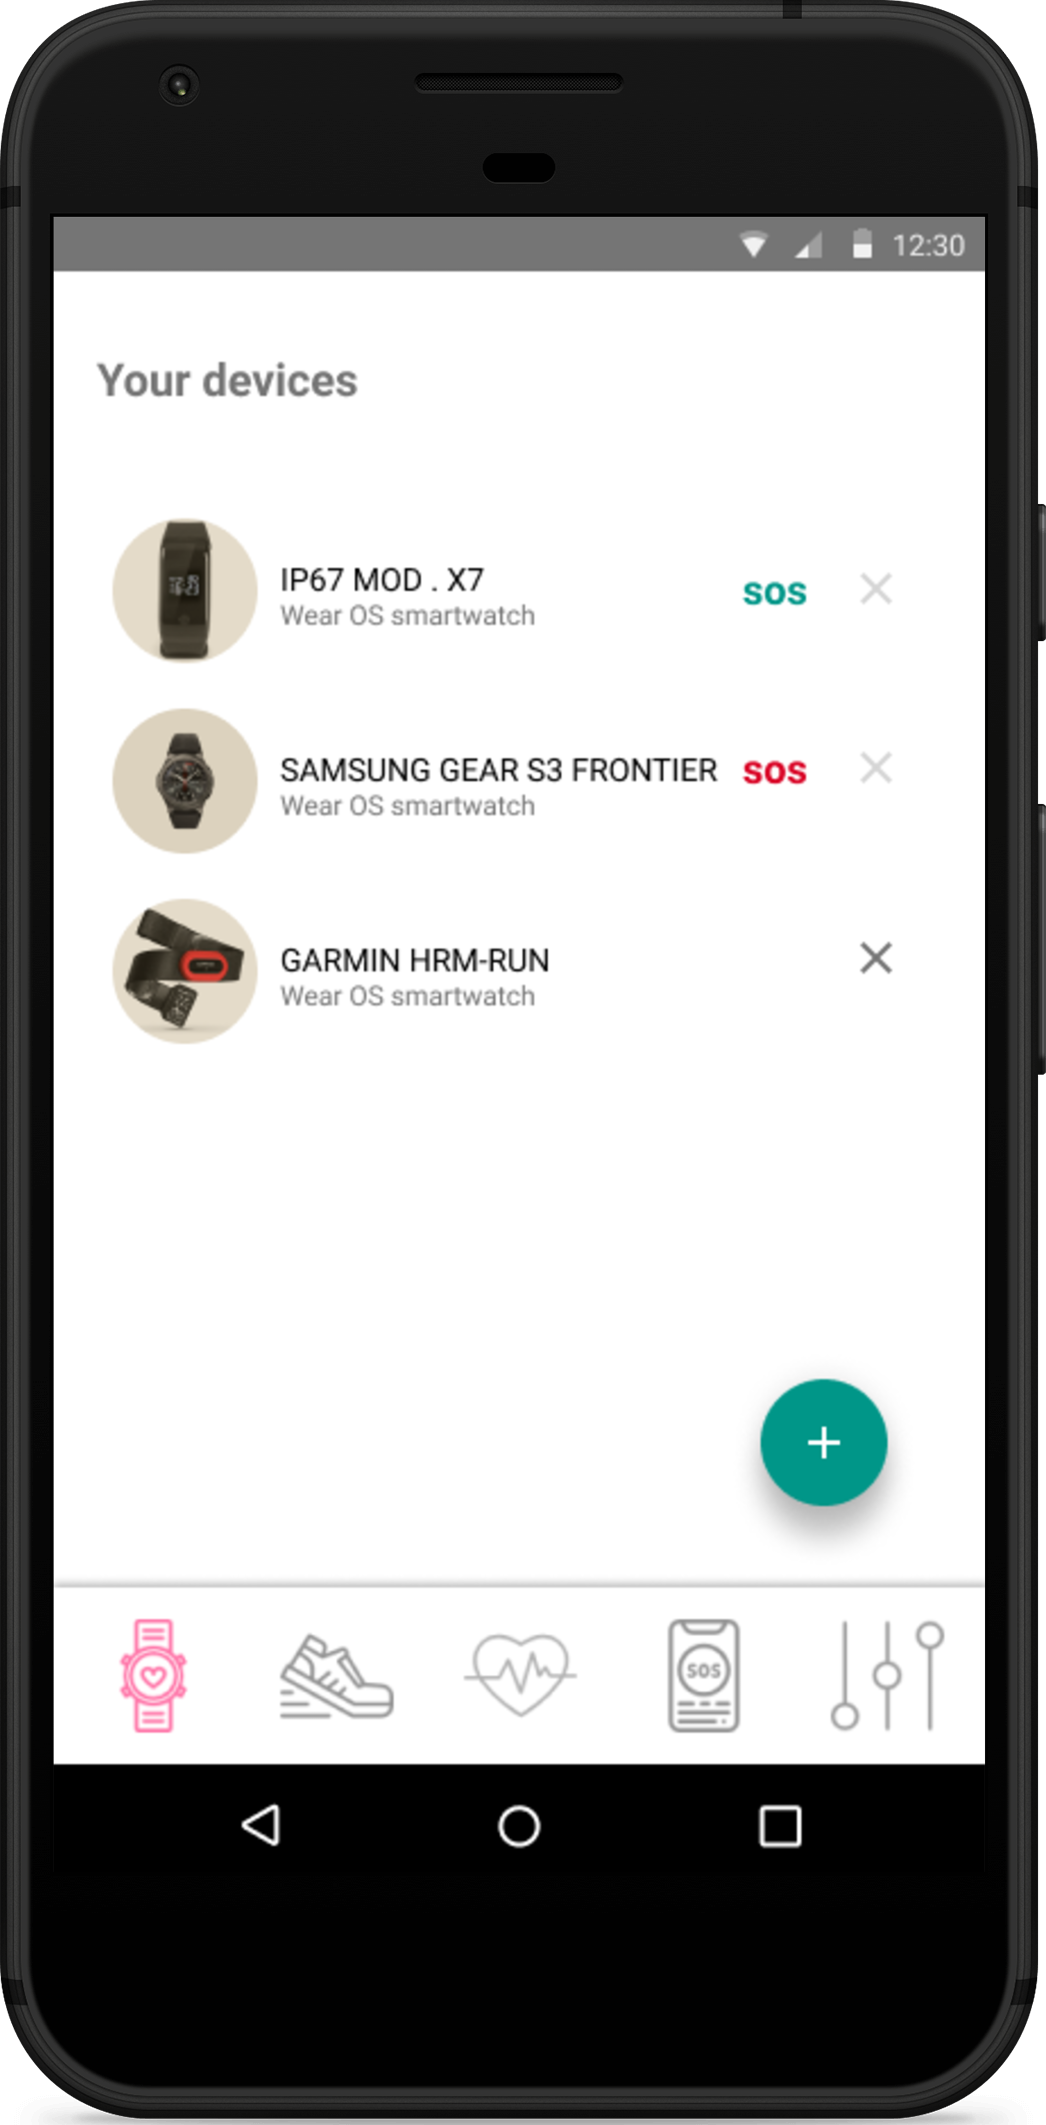 12:30
Your devices
IP67 MOD . X7
Wear OS smartwatch
sos
SAMSUNG GEAR S3 FRONTIER
Wear OS smartwatch
sos
GARMIN HRM-RUN
Wear OS smartwatch
SOS